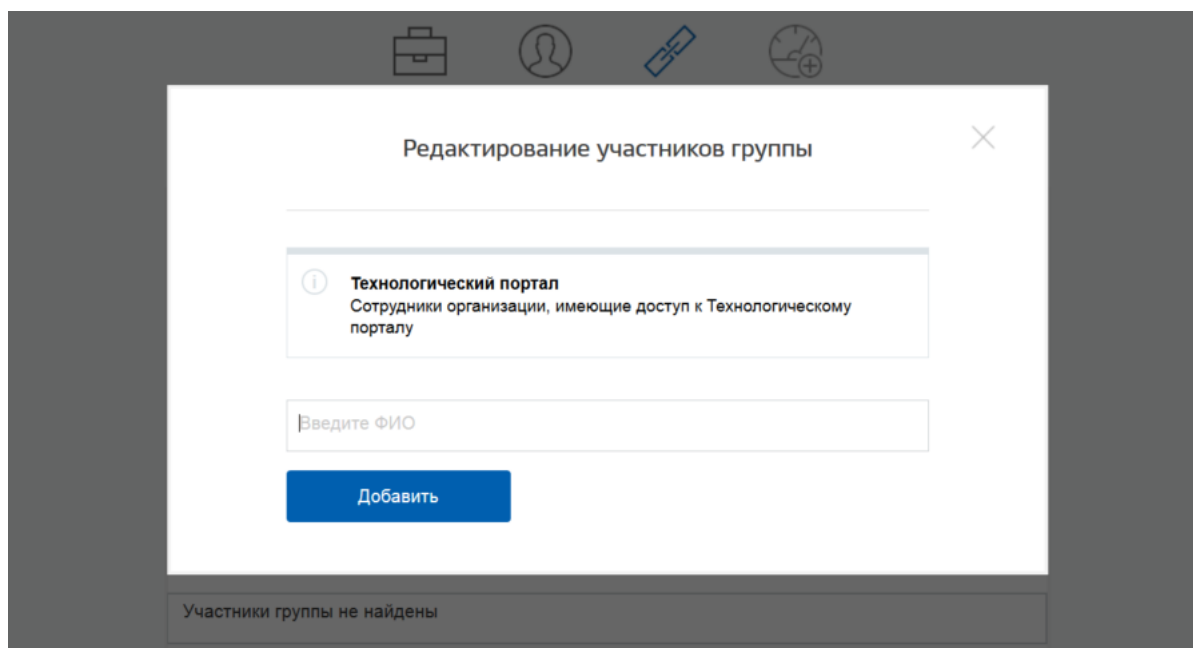 Редактирование участников группы
Технологический портал
Сотрудники организации, имеющие доступ к Технологическому
порталу
Введите ФИО
Добавить
Участники группы не найдены